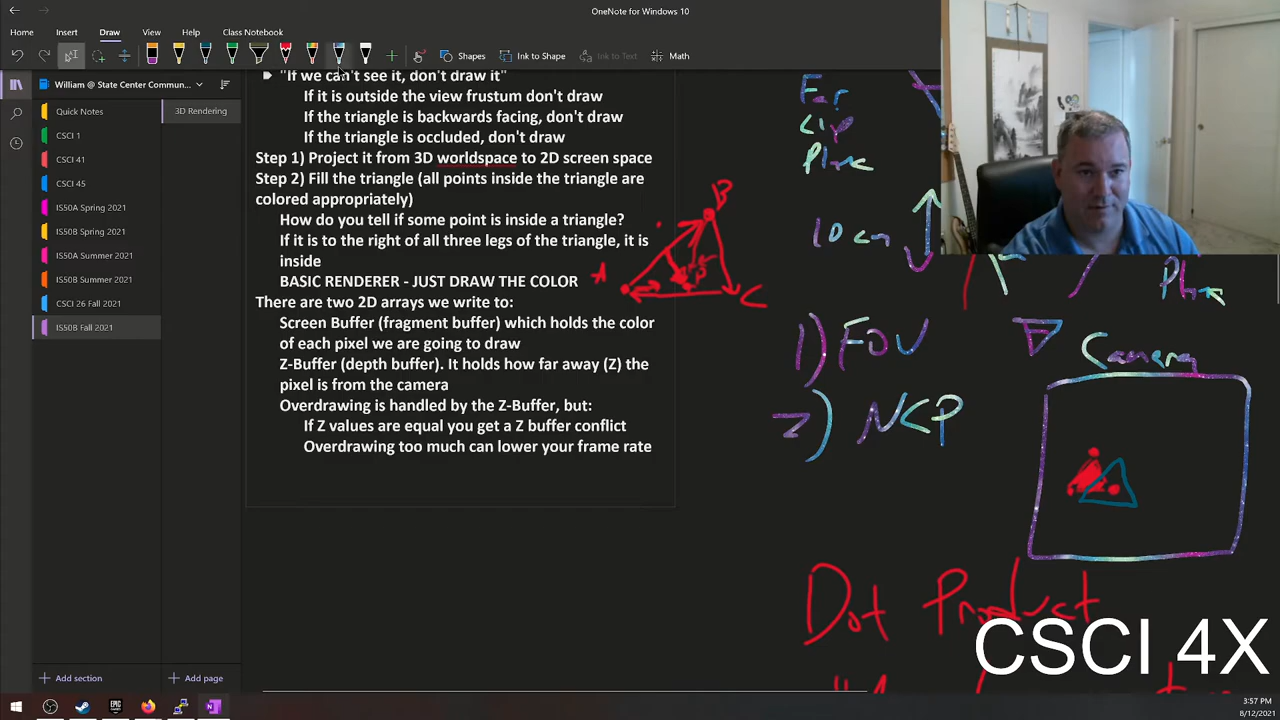 OneNote for Windows 10
Home Insert Draw View Help Class Notebook
Shapes Ink to Shape Ink to Text Math
William @ State Center Commun...
Quick Notes
CSCI 1
CSCI 41
CSCI 45
IS50A Spring 2021
IS50B Spring 2021
IS50A Summer 2021
IS50B Summer 2021
CSCI 26 Fall 2021
IS50B Fall 2021
Add section
3D Rendering
Add page
"If we can't see it, don't draw it"
If it is outside the view frustum don't draw
If the triangle is backwards facing, don't draw
If the triangle is occluded, don't draw
Step 1) Project it from 3D worldspace to 2D screen space
Step 2) Fill the triangle (all points inside the triangle are
colored appropriately)
How do you tell if some point is inside a triangle?
If it is to the right of all three legs of the triangle, it is
inside
BASIC RENDERER - JUST DRAW THE COLOR
There are two 2D arrays we write to:
Screen Buffer (fragment buffer) which holds the color
of each pixel we are going to draw
Z-Buffer (depth buffer). It holds how far away (Z) the
pixel is from the camera
Overdrawing is handled by the Z-Buffer, but:
If Z values are equal you get a Z buffer conflict
Overdrawing too much can lower your frame rate
B
A
C
Far
Clip
Plane
10cm
Plane
1) FOV
2) NCP
Camera
Dot Product
CSCI 4X
3:57 PM
8/12/2021